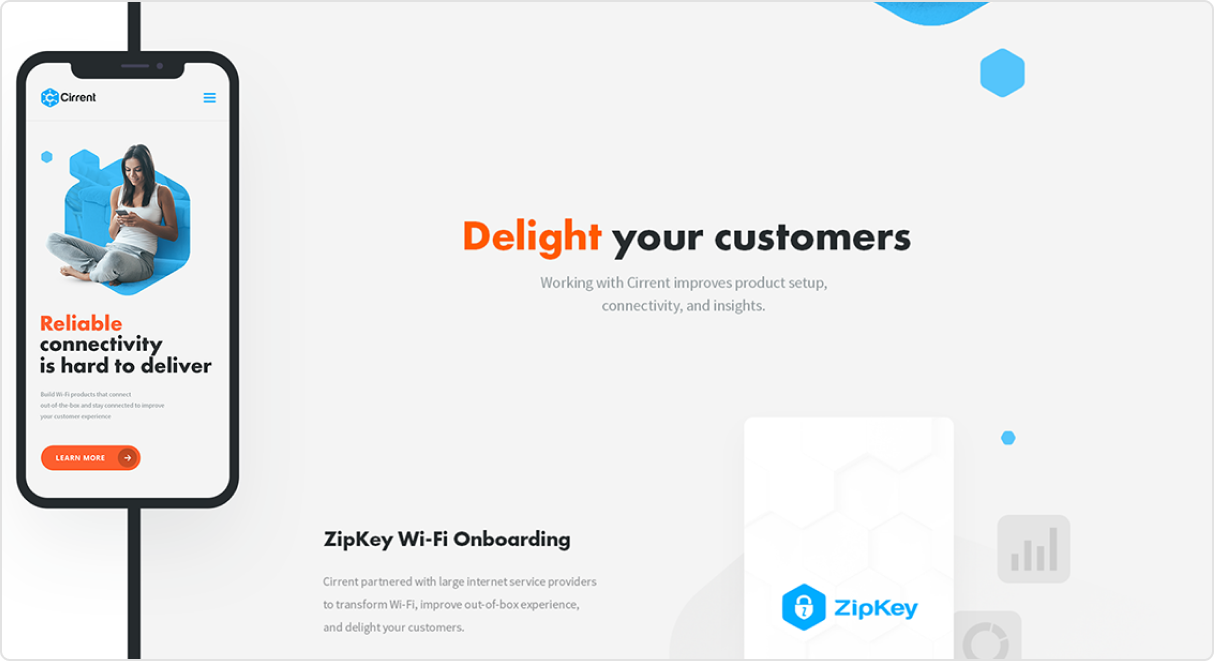 Cirrent
Reliable
connectivity
is hard to deliver
Build Wi-Fi products that connect
out-of-the-box and stay connected to improve
your customer experience
LEARN MORE
Delight your customers
Working with Cirrent improves product setup,
connectivity, and insights.
ZipKey Wi-Fi Onboarding
Cirrent partnered with large internet service providers
to transform Wi-Fi, improve out-of-box experience,
and delight your customers.
ZipKey